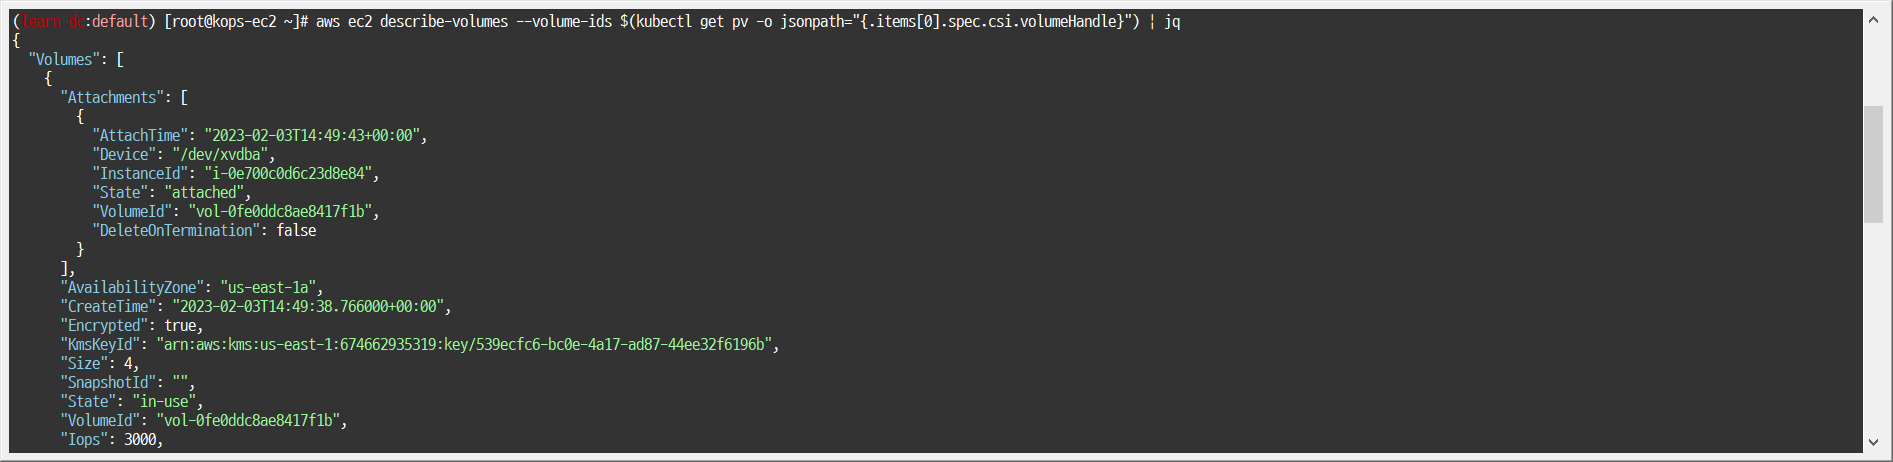 (learn-dc:default) [root@kops-ec2 ~]# aws ec2 describe-volumes --volume-ids $(kubectl get pv -o jsonpath="{.items[0].spec.csi.volumeHandle}") | jq
{
  "Volumes": [
    {
      "Attachments": [
        {
          "AttachTime": "2023-02-03T14:49:43+00:00",
          "Device": "/dev/xvdba",
          "InstanceId": "i-0e700c0d6c23d8e84",
          "State": "attached",
          "VolumeId": "vol-0fe0ddc8ae8417f1b",
          "DeleteOnTermination": false
        }
      ],
      "AvailabilityZone": "us-east-1a",
      "CreateTime": "2023-02-03T14:49:38.766000+00:00",
      "Encrypted": true,
      "KmsKeyId": "arn:aws:kms:us-east-1:674662935319:key/539ecfc6-bc0e-4a17-ad87-44ee32f6196b",
      "Size": 4,
      "SnapshotId": "",
      "State": "in-use",
      "VolumeId": "vol-0fe0ddc8ae8417f1b",
      "Iops": 3000,